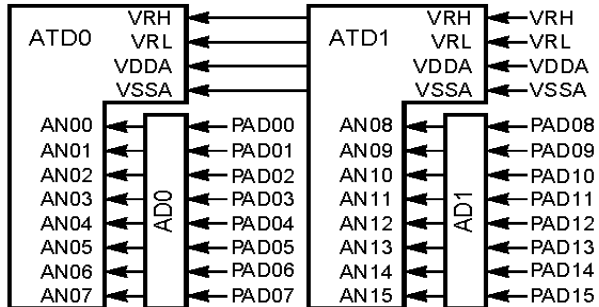 VRH VRH VRH
ATD0 VRL ATD1 VRL VRL
VDDA VDDA VDDA
VSSA VSSA VSSA
AN00 PAD00 AN08 PAD08
AN01 PAD01 AN09 PAD09
AN02 PAD02 AN10 PAD10
AN03 PAD03 AN11 PAD11
AN04 AD0 PAD04 AN12 AD1 PAD12
AN05 PAD05 AN13 PAD13
AN06 PAD06 AN14 PAD14
AN07 PAD07 AN15 PAD15